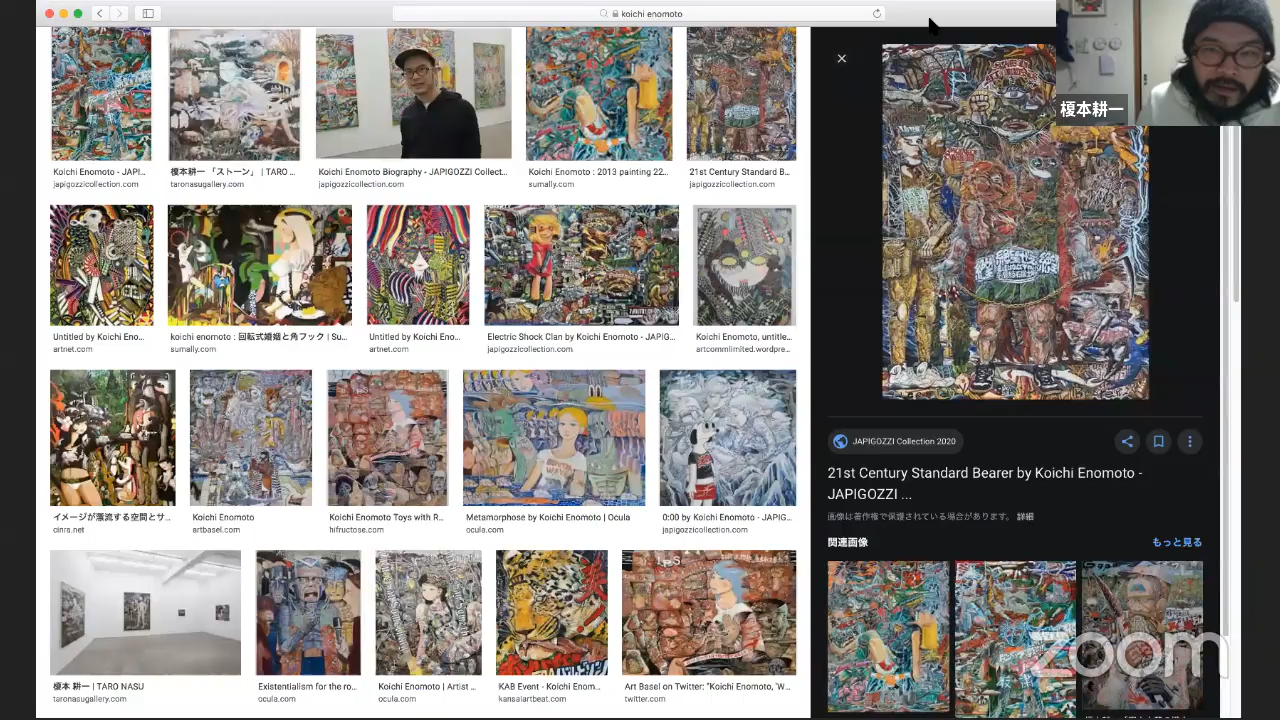 koichi enomoto
榎本耕一
Koichi Enomoto - JAPI...
japigozzicollection.com
榎本耕一 「ストーン」 | TARO ...
taronasugallery.com
Koichi Enomoto Biography - JAPIGOZZI Collect...
japigozzicollection.com
Koichi Enomoto : 2013 painting 22...
sumally.com
21st Century Standard B...
japigozzicollection.com
Untitled by Koichi Eno...
artnet.com
koichi enomoto : 回転式婚姻と角フック | Su...
sumally.com
Untitled by Koichi Eno...
artnet.com
Electric Shock Clan by Koichi Enomoto - JAPIG...
japigozzicollection.com
Koichi Enomoto, untitle...
artcommlimited.wordpre...
イメージが漂流する空間とサ...
cinra.net
Koichi Enomoto
artbasel.com
Koichi Enomoto Toys with R...
hifructose.com
Metamorphose by Koichi Enomoto | Ocula
ocula.com
0:00 by Koichi Enomoto - JAPIG...
japigozzicollection.com
榎本 耕一 | TARO NASU
taronasugallery.com
Existentialism for the ro...
ocula.com
Koichi Enomoto | Artist ...
ocula.com
KAB Event - Koichi Enom...
kansaiartbeat.com
Art Basel on Twitter: "Koichi Enomoto, 'W...
twitter.com
JAPIGOZZI Collection 2020
21st Century Standard Bearer by Koichi Enomoto -
JAPIGOZZI ...
画像は著作権で保護されている場合があります。 詳細
関連画像
もっと見る
zoom